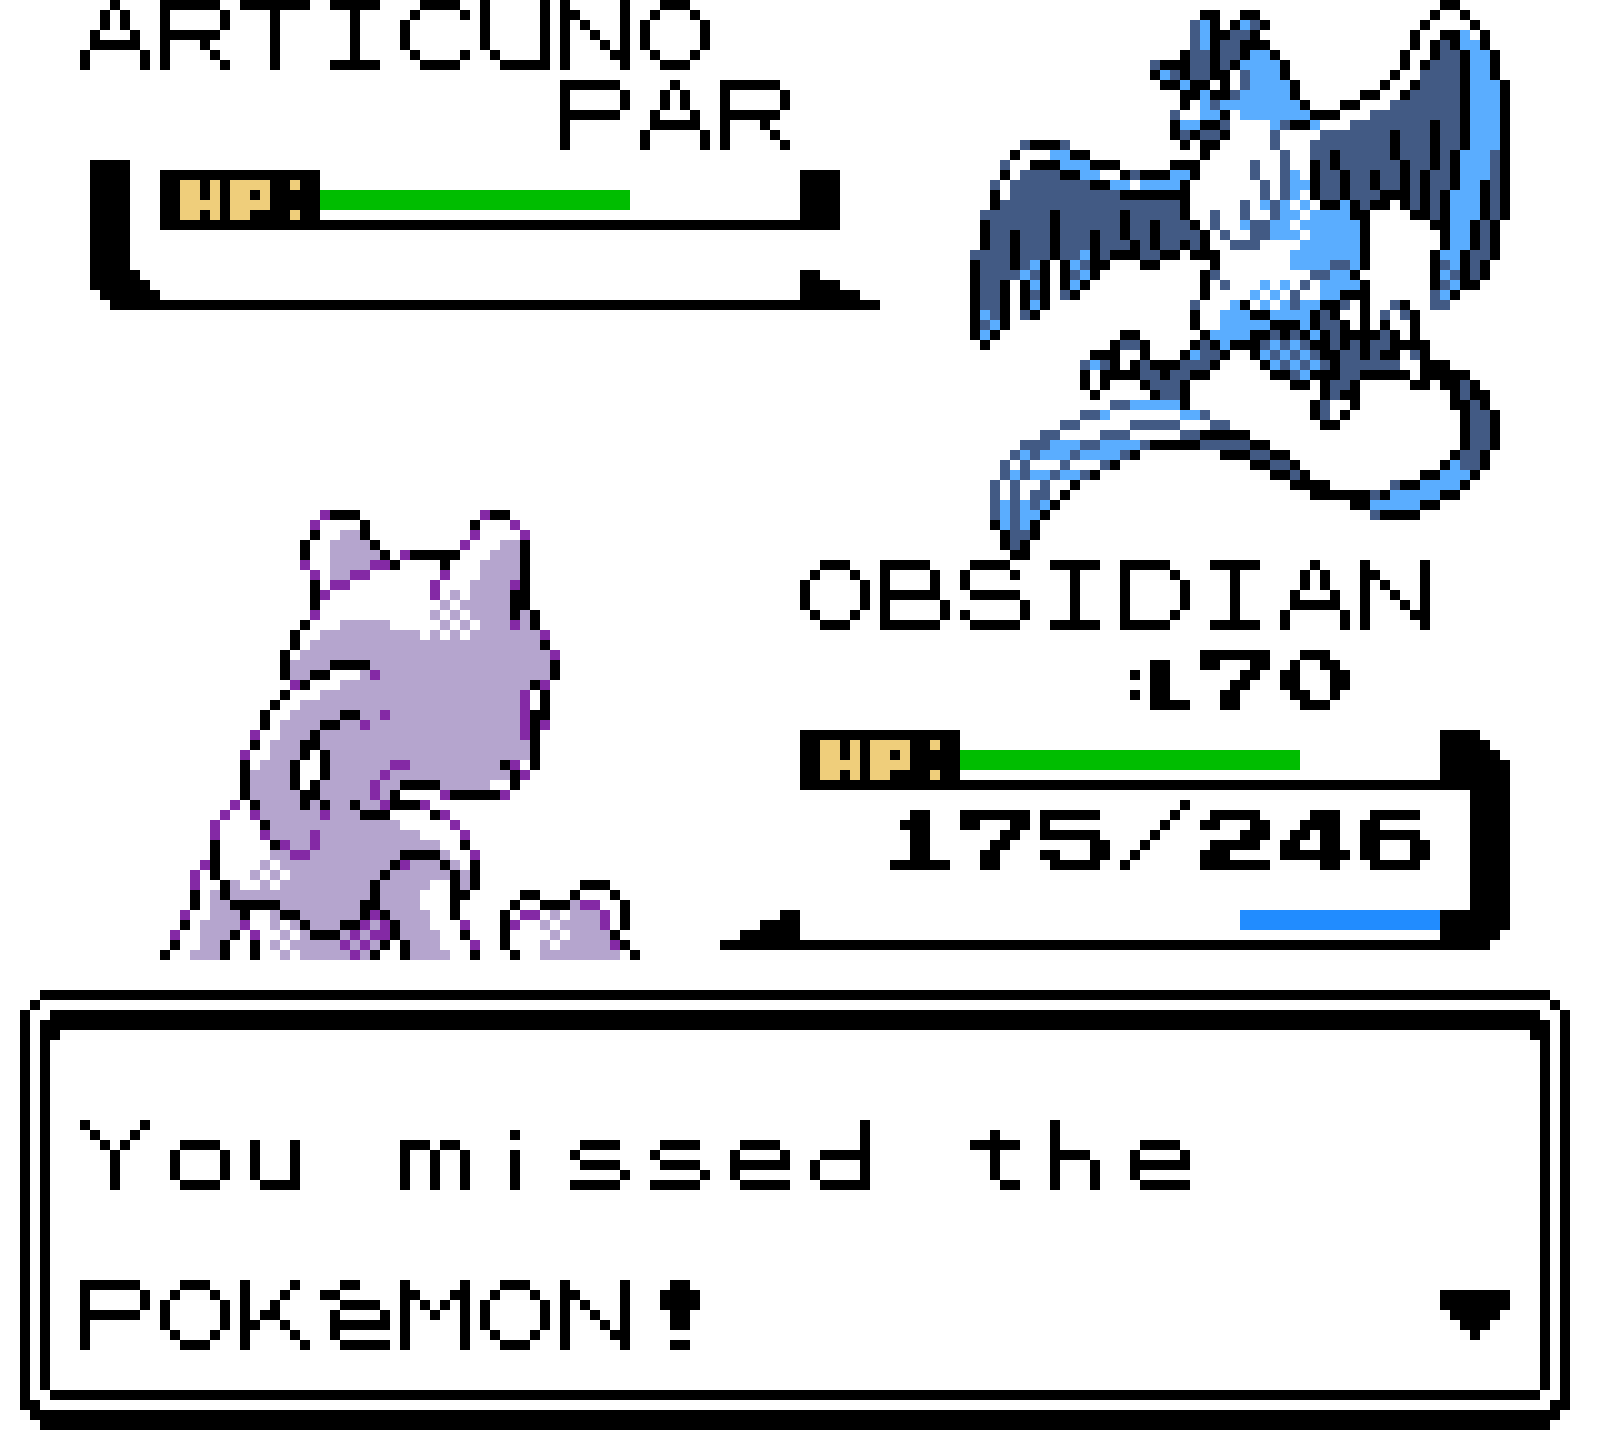 ARTICUNO
PAR
HP:
OBSIDIAN
:L70
HP:
175/246
You missed the
POKéMON!